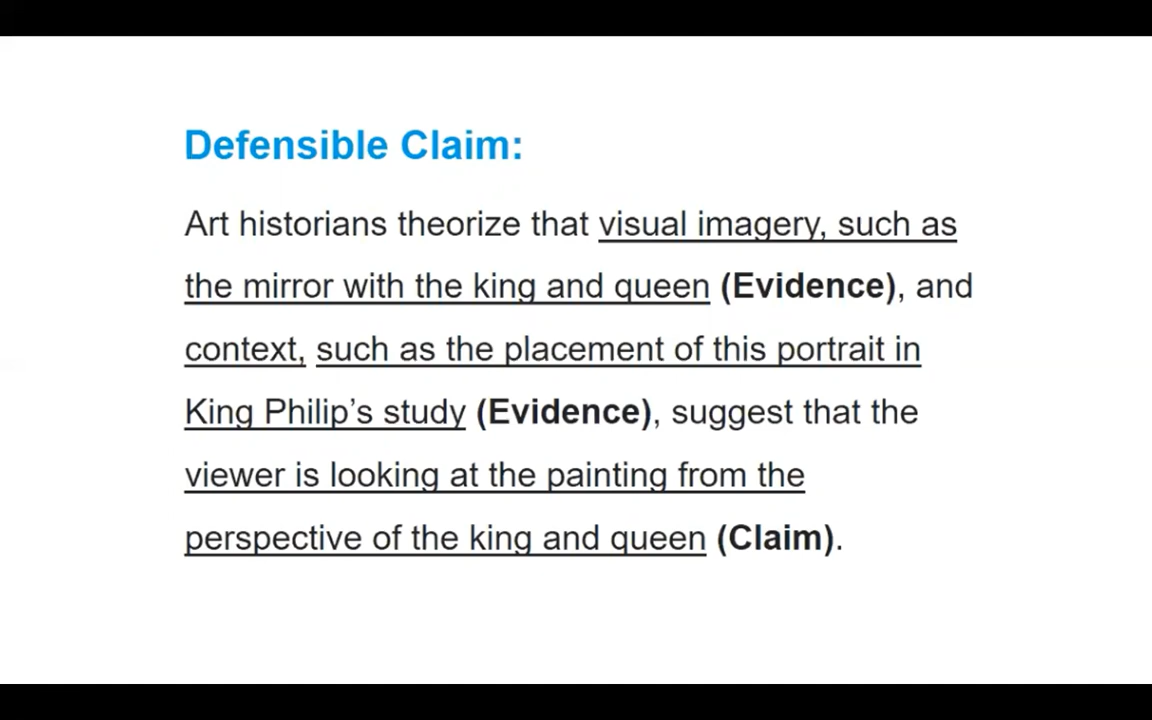 Defensible Claim:
Art historians theorize that visual imagery, such as
the mirror with the king and queen (Evidence), and
context, such as the placement of this portrait in
King Philip’s study (Evidence), suggest that the
viewer is looking at the painting from the
perspective of the king and queen (Claim).